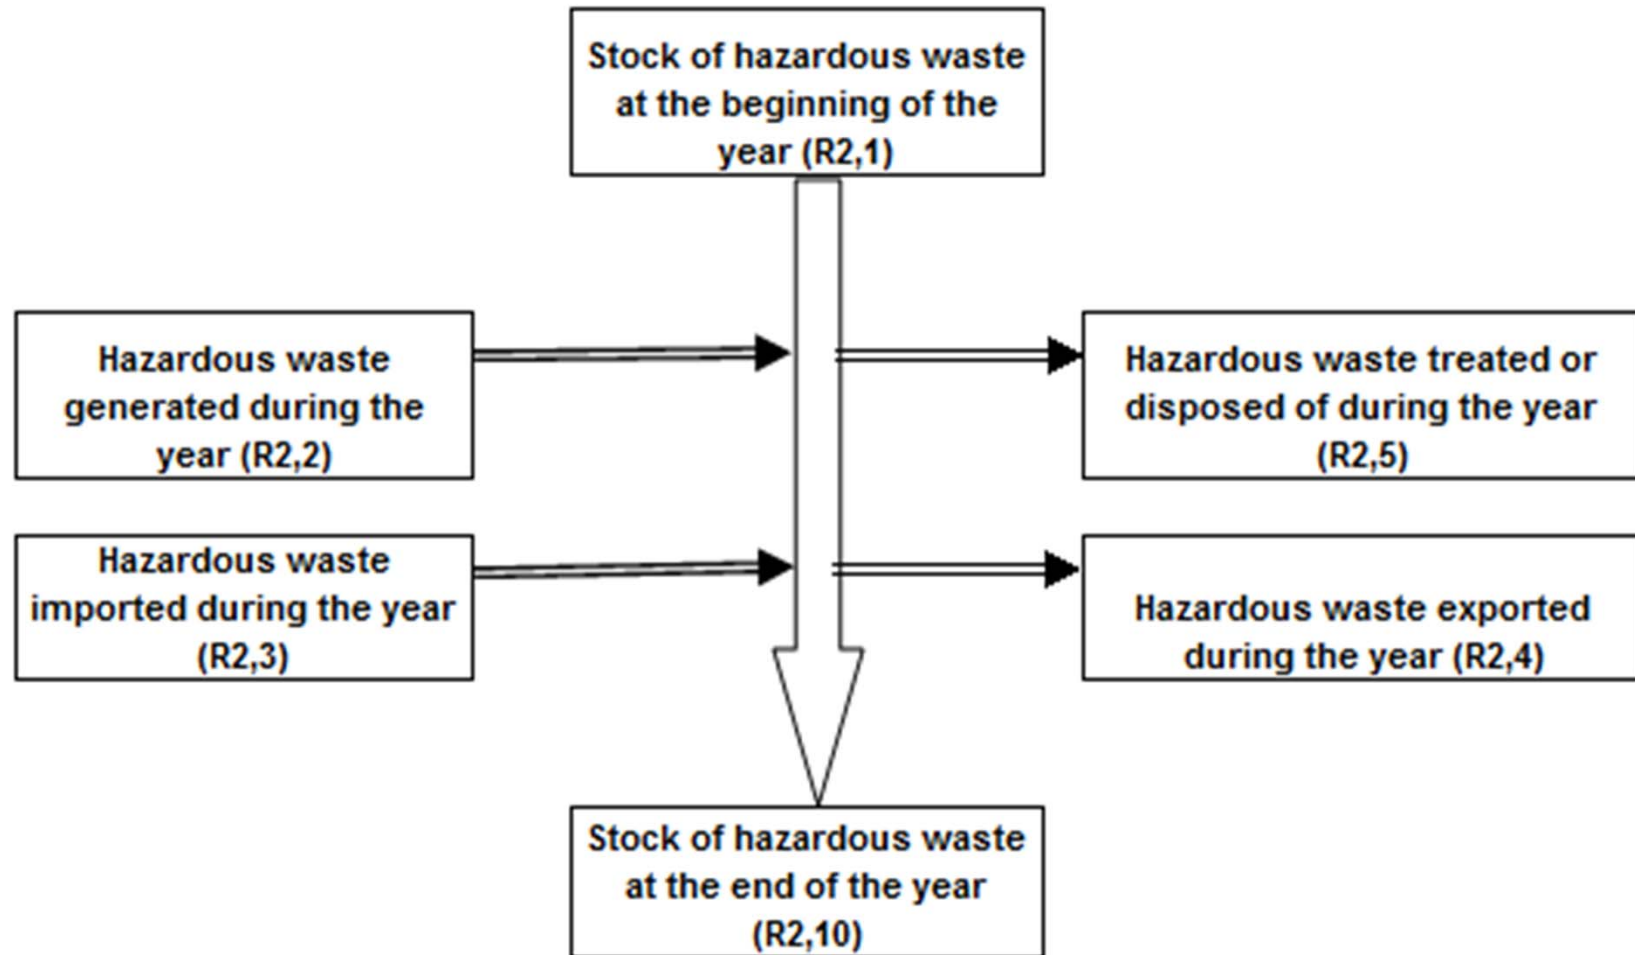 Stock of hazardous waste
at the beginning of the
year (R2,1)
Hazardous waste
generated during the
year (R2,2)
Hazardous waste treated or
disposed of during the year
(R2,5)
Hazardous waste
imported during the year
(R2,3)
Hazardous waste exported
during the year (R2,4)
Stock of hazardous waste
at the end of the year
(R2,10)